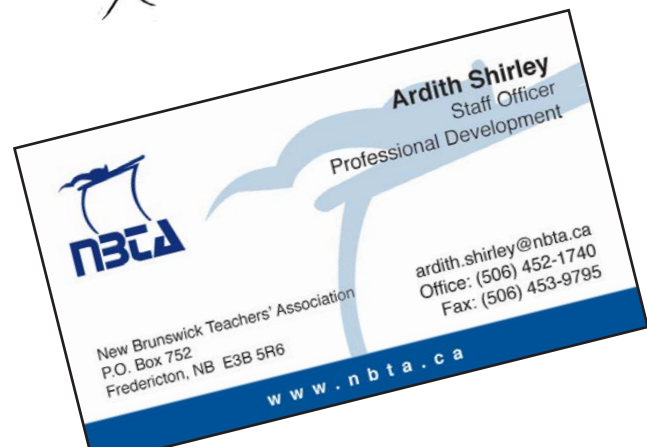 Ardith Shirley
Staff Officer
Professional Development
NBTA
ardith.shirley@nbta.ca
Office: (506) 452-1740
Fax: (506) 453-9795
New Brunswick Teachers' Association
P.O. Box 752
Fredericton, NB E3B 5R6
www.nbta.ca